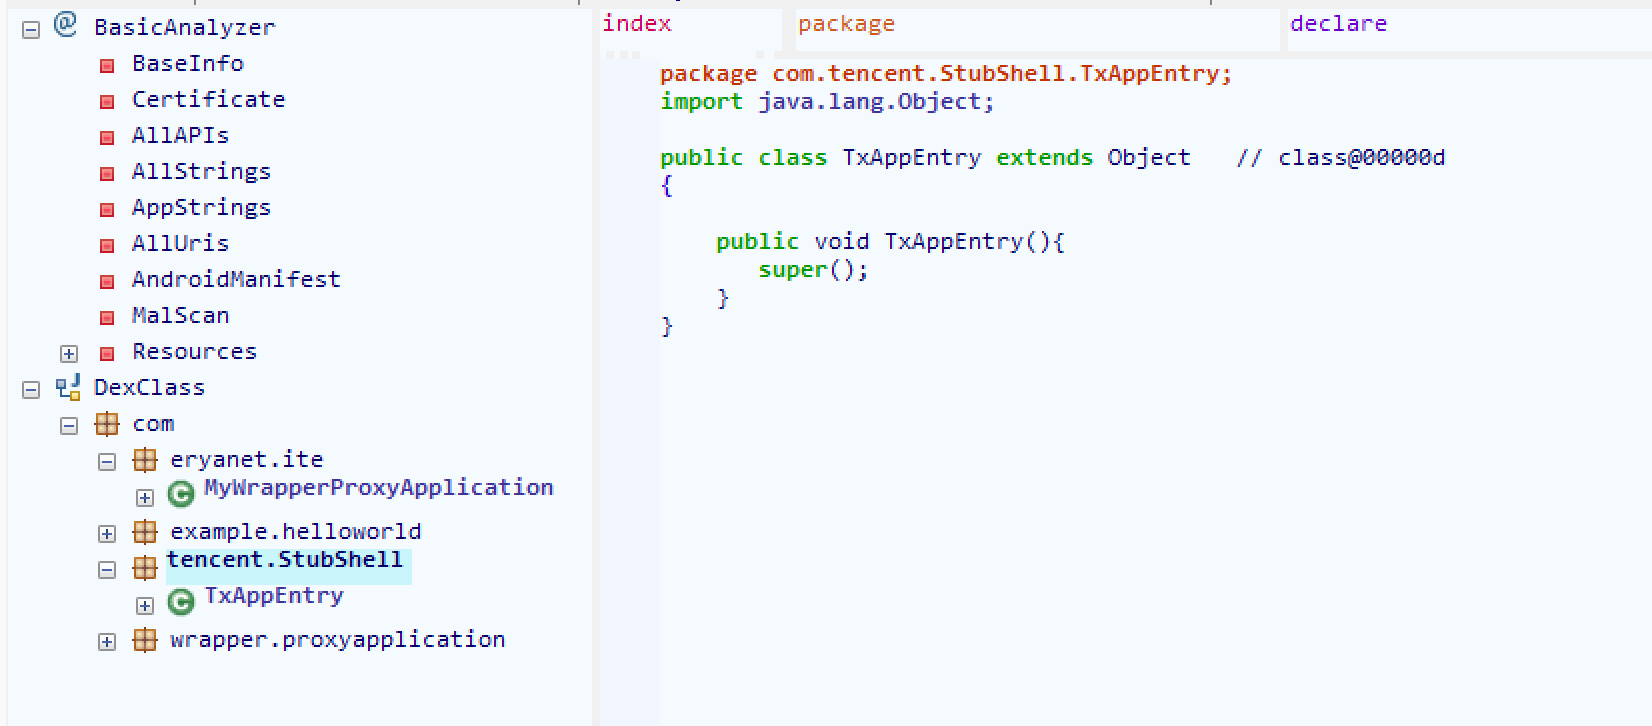 BasicAnalyzer
BaseInfo
Certificate
AllAPIs
AllStrings
AppStrings
AllUris
AndroidManifest
MalScan
Resources
DexClass
com
eryanet.ite
MyWrapperProxyApplication
example.helloworld
tencent.StubShell
TxAppEntry
wrapper.proxyapplication
index package declare
package com.tencent.StubShell.TxAppEntry;
import java.lang.Object;
public class TxAppEntry extends Object // class@00000d
{
public void TxAppEntry(){
super();
}
}